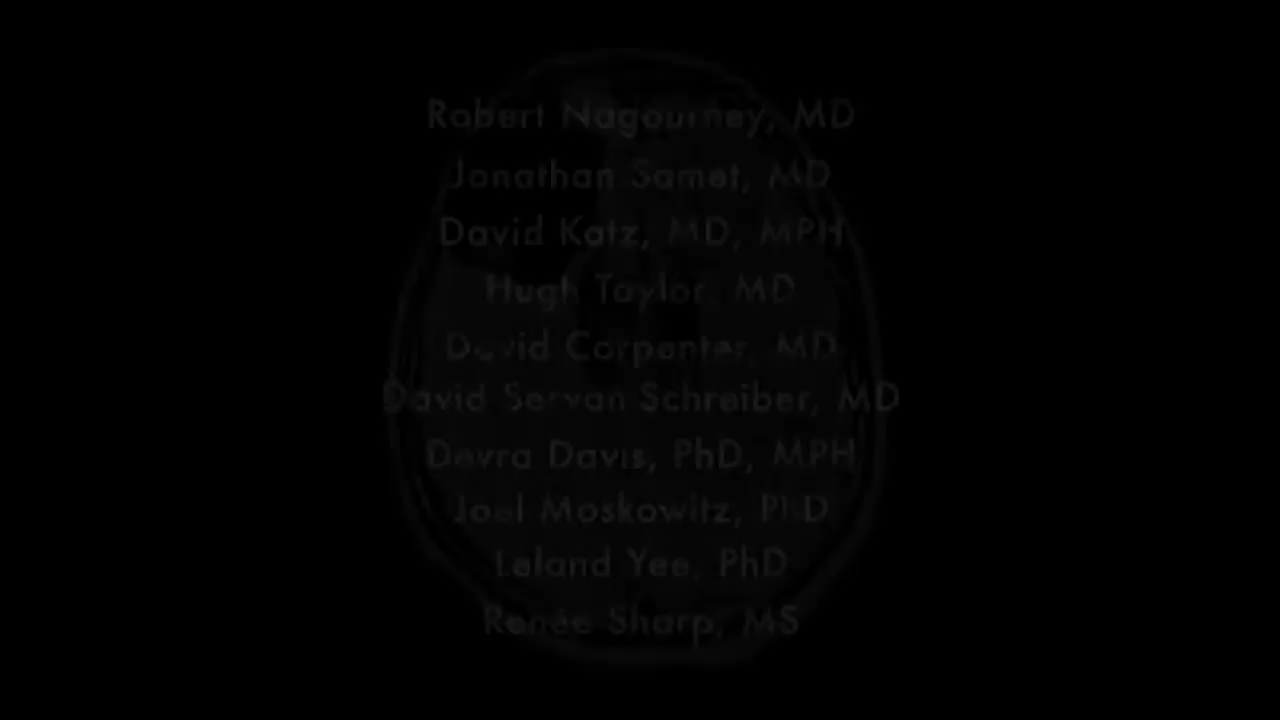 Robert Nagourney, MD
Jonathan Samet, MD
David Katz, MD, MPH
Hugh Taylor, MD
David Carpenter, MD
David Servan Schreiber, MD
Devra Davis, PhD, MPH
Joel Moskowitz, PhD
Leland Yee, PhD
Renée Sharp, MS